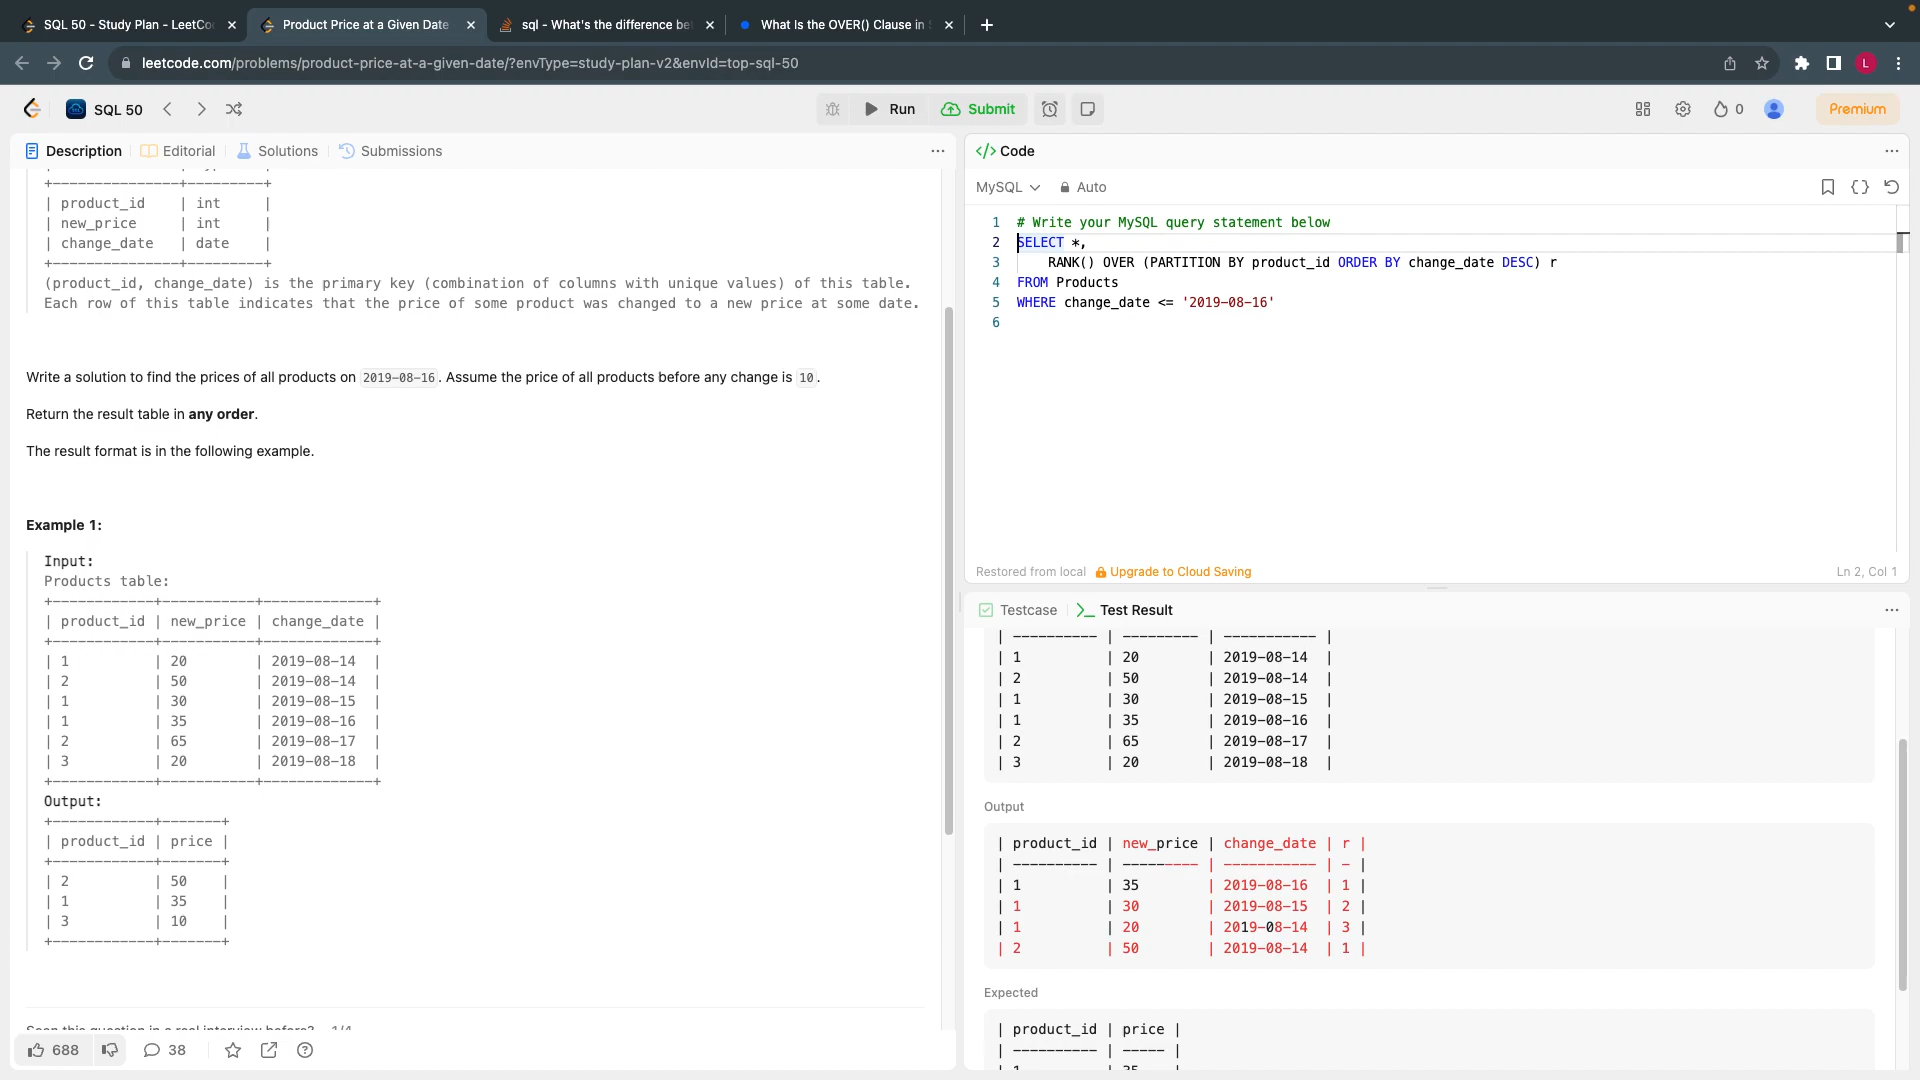 SQL 50 - Study Plan - LeetCo
Product Price at a Given Date
sql - What's the difference be
What Is the OVER() Clause in
leetcode.com/problems/product-price-at-a-given-date/?envType=study-plan-v2&envId=top-sql-50
L
SQL 50
Run
Submit
0
Premium
Description
Editorial
Solutions
Submissions
+---------------+---------+
| product_id    | int     |
| new_price     | int     |
| change_date   | date    |
+---------------+---------+
(product_id, change_date) is the primary key (combination of columns with unique values) of this table.
Each row of this table indicates that the price of some product was changed to a new price at some date.
Write a solution to find the prices of all products on 2019-08-16. Assume the price of all products before any change is 10.
Return the result table in any order.
The result format is in the following example.
Example 1:
Input:
Products table:
+------------+-----------+-------------+
| product_id | new_price | change_date |
+------------+-----------+-------------+
| 1          | 20        | 2019-08-14  |
| 2          | 50        | 2019-08-14  |
| 1          | 30        | 2019-08-15  |
| 1          | 35        | 2019-08-16  |
| 2          | 65        | 2019-08-17  |
| 3          | 20        | 2019-08-18  |
+------------+-----------+-------------+
Output:
+------------+-------+
| product_id | price |
+------------+-------+
| 2          | 50    |
| 1          | 35    |
| 3          | 10    |
+------------+-------+
Seen this question in a real interview before? 1/4
688
38
Code
MySQL
Auto
1 # Write your MySQL query statement below
2 SELECT *,
3     RANK() OVER (PARTITION BY product_id ORDER BY change_date DESC) r
4 FROM Products
5 WHERE change_date <= '2019-08-16'
6
Restored from local
Upgrade to Cloud Saving
Ln 2, Col 1
Testcase
Test Result
| ---------- | --------- | ----------- |
| 1          | 20        | 2019-08-14  |
| 2          | 50        | 2019-08-14  |
| 1          | 30        | 2019-08-15  |
| 1          | 35        | 2019-08-16  |
| 2          | 65        | 2019-08-17  |
| 3          | 20        | 2019-08-18  |
Output
| product_id | new_price | change_date | r |
| ---------- | --------- | ----------- | - |
| 1          | 35        | 2019-08-16  | 1 |
| 1          | 30        | 2019-08-15  | 2 |
| 1          | 20        | 2019-08-14  | 3 |
| 2          | 50        | 2019-08-14  | 1 |
Expected
| product_id | price |
| ---------- | ----- |
| 1          | 35    |